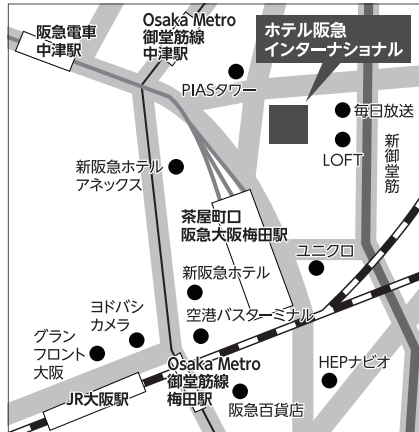 阪急電車
中津駅
Osaka Metro
御堂筋線
中津駅
ホテル阪急
インターナショナル
PIASタワー
毎日放送
LOFT
新御堂筋
新阪急ホテル
アネックス
茶屋町口
阪急大阪梅田駅
ユニクロ
新阪急ホテル
空港バスターミナル
ヨドバシ
カメラ
グラン
フロント
大阪
Osaka Metro
御堂筋線
梅田駅
HEPナビオ
JR大阪駅
阪急百貨店